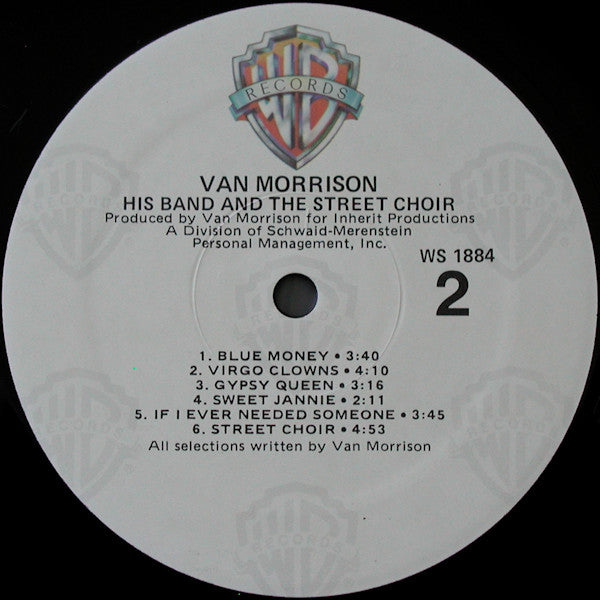 WB
RECORDS
VAN MORRISON
HIS BAND AND THE STREET CHOIR
Produced by Van Morrison for Inherit Productions
A Division of Schwaid-Merenstein
Personal Management, Inc.
WS 1884
2
1. BLUE MONEY • 3:40
2. VIRGO CLOWNS • 4:10
3. GYPSY QUEEN • 3:16
4. SWEET JANNIE • 2:11
5. IF I EVER NEEDED SOMEONE • 3:45
6. STREET CHOIR • 4:53
All selections written by Van Morrison